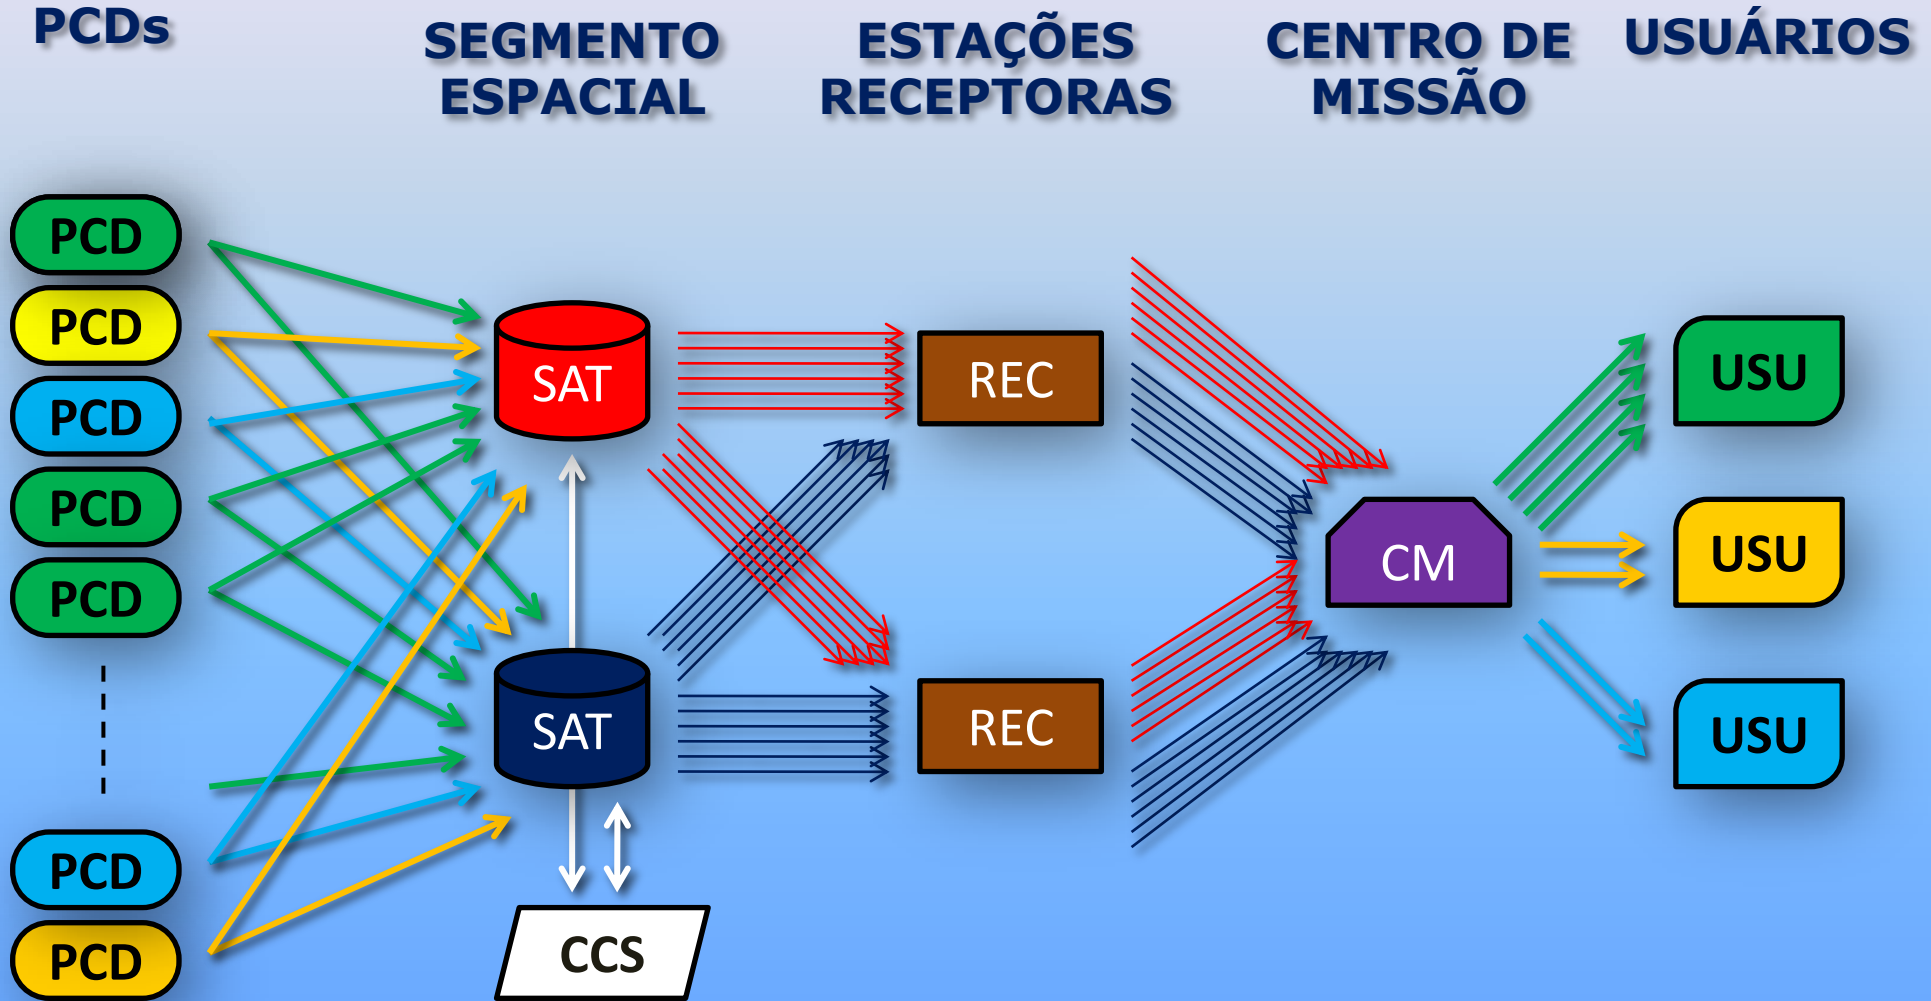 PCDs
SEGMENTO
ESPACIAL
ESTAÇÕES
RECEPTORAS
CENTRO DE
MISSÃO
USUÁRIOS
PCD
PCD
PCD
PCD
PCD
PCD
PCD
SAT
SAT
CCS
REC
REC
CM
USU
USU
USU